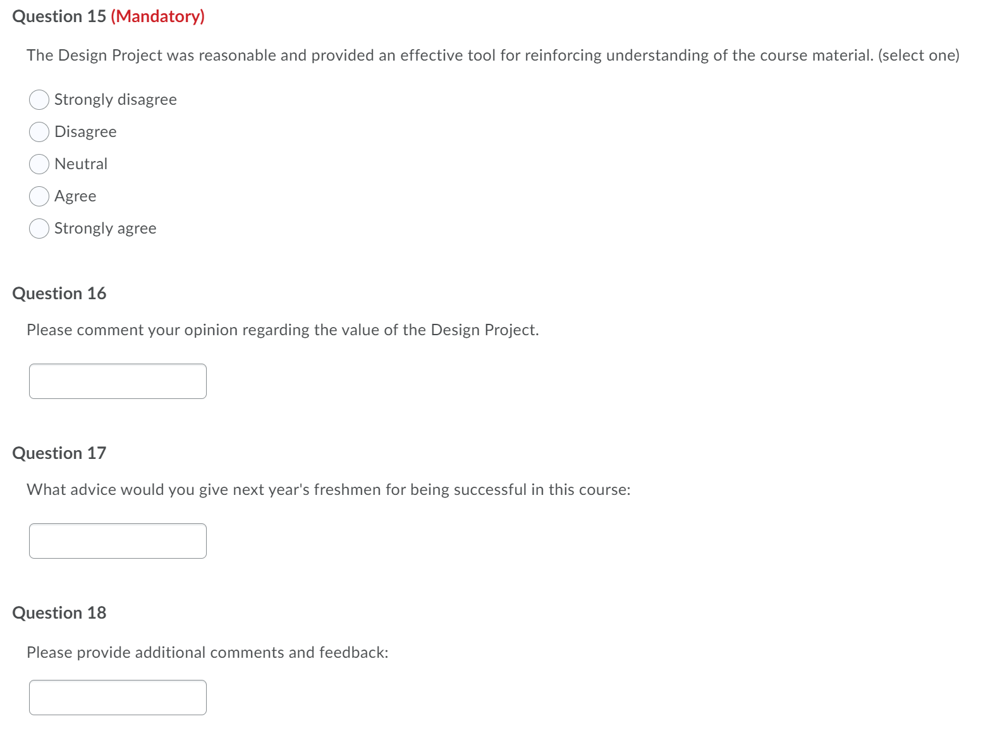 Question 15 (Mandatory)
The Design Project was reasonable and provided an effective tool for reinforcing understanding of the course material. (select one)
Strongly disagree
Disagree
Neutral
Agree
Strongly agree
Question 16
Please comment your opinion regarding the value of the Design Project.
Question 17
What advice would you give next year's freshmen for being successful in this course:
Question 18
Please provide additional comments and feedback: